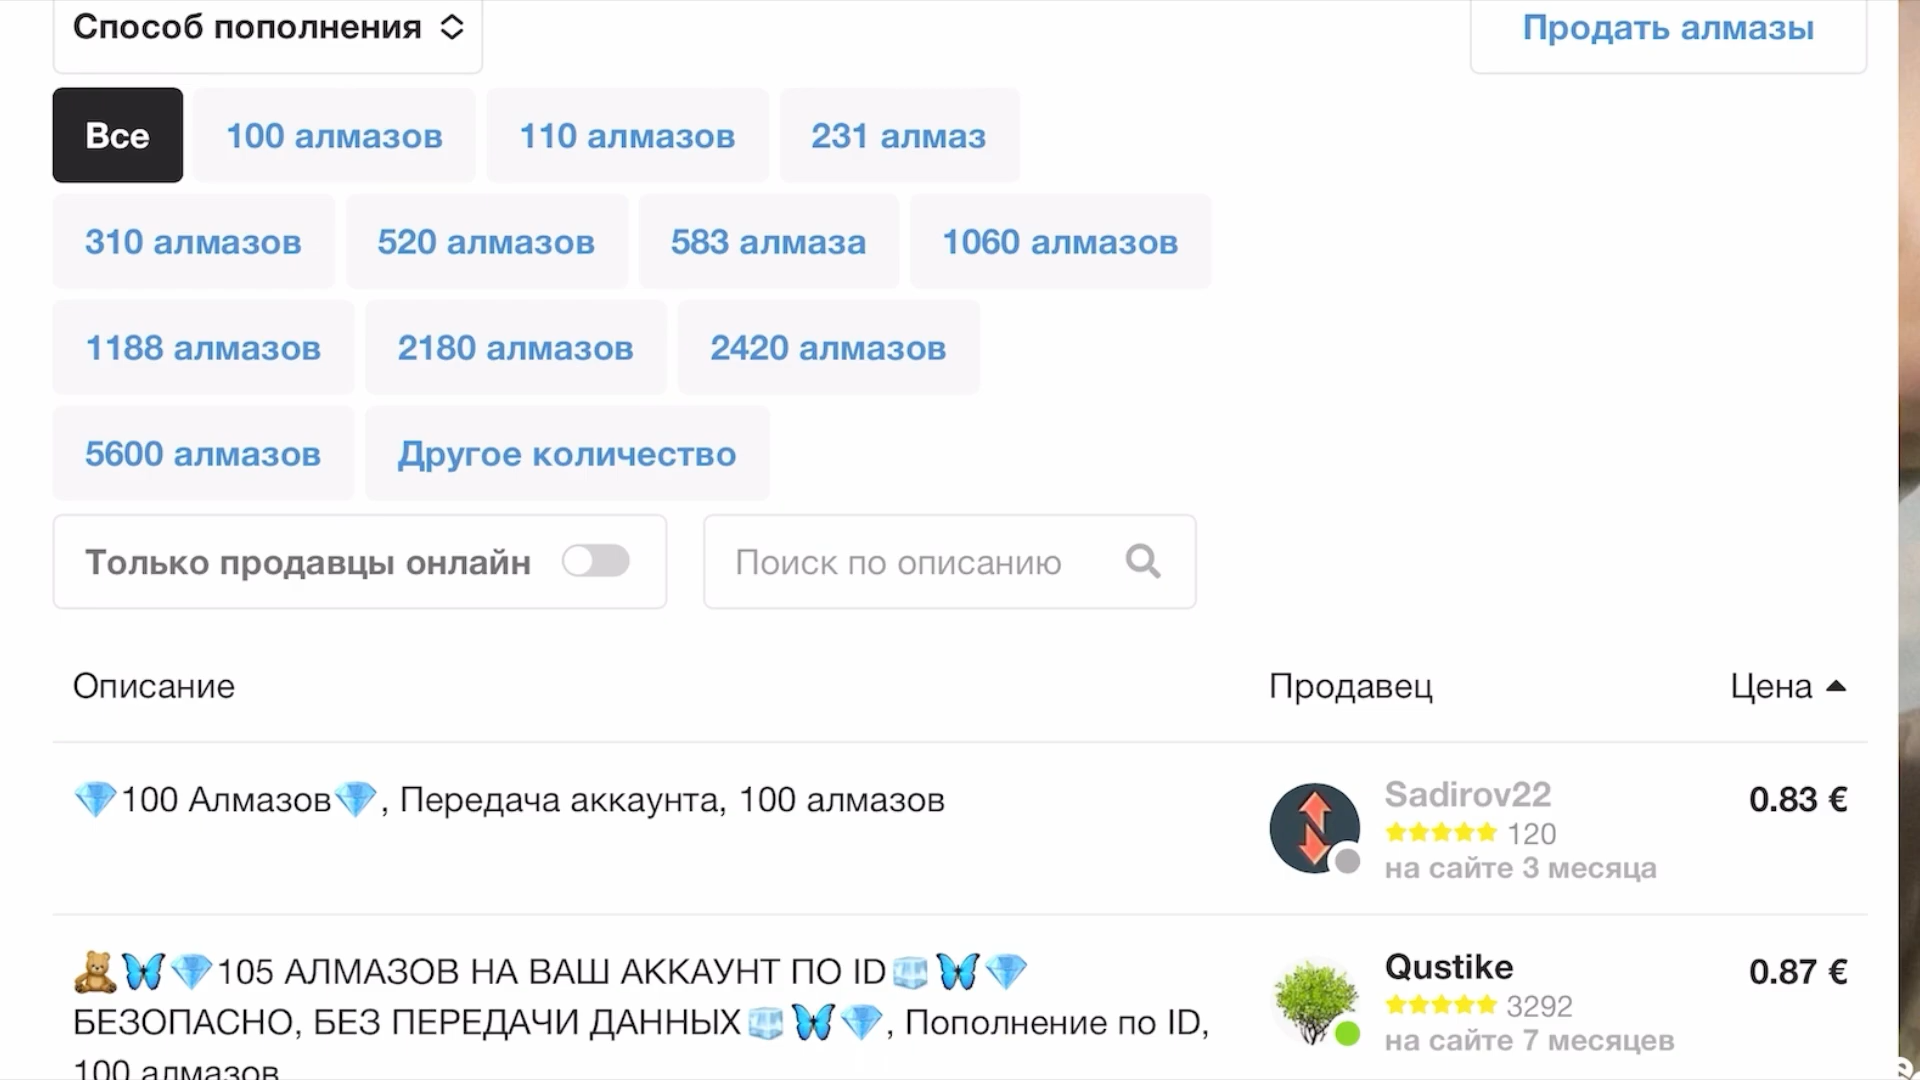 Способ пополнения
Продать алмазы
Все
100 алмазов
110 алмазов
231 алмаз
310 алмазов
520 алмазов
583 алмаза
1060 алмазов
1188 алмазов
2180 алмазов
2420 алмазов
5600 алмазов
Другое количество
Только продавцы онлайн
Поиск по описанию
Описание
Продавец
Цена
💎100 Алмазов💎, Передача аккаунта, 100 алмазов
Sadirov22
120
на сайте 3 месяца
0.83 €
🧸🦋💎105 АЛМАЗОВ НА ВАШ АККАУНТ ПО ID🧊🦋💎
БЕЗОПАСНО, БЕЗ ПЕРЕДАЧИ ДАННЫХ🧊🦋💎, Пополнение по ID,
100 алмазов
Qustike
3292
на сайте 7 месяцев
0.87 €